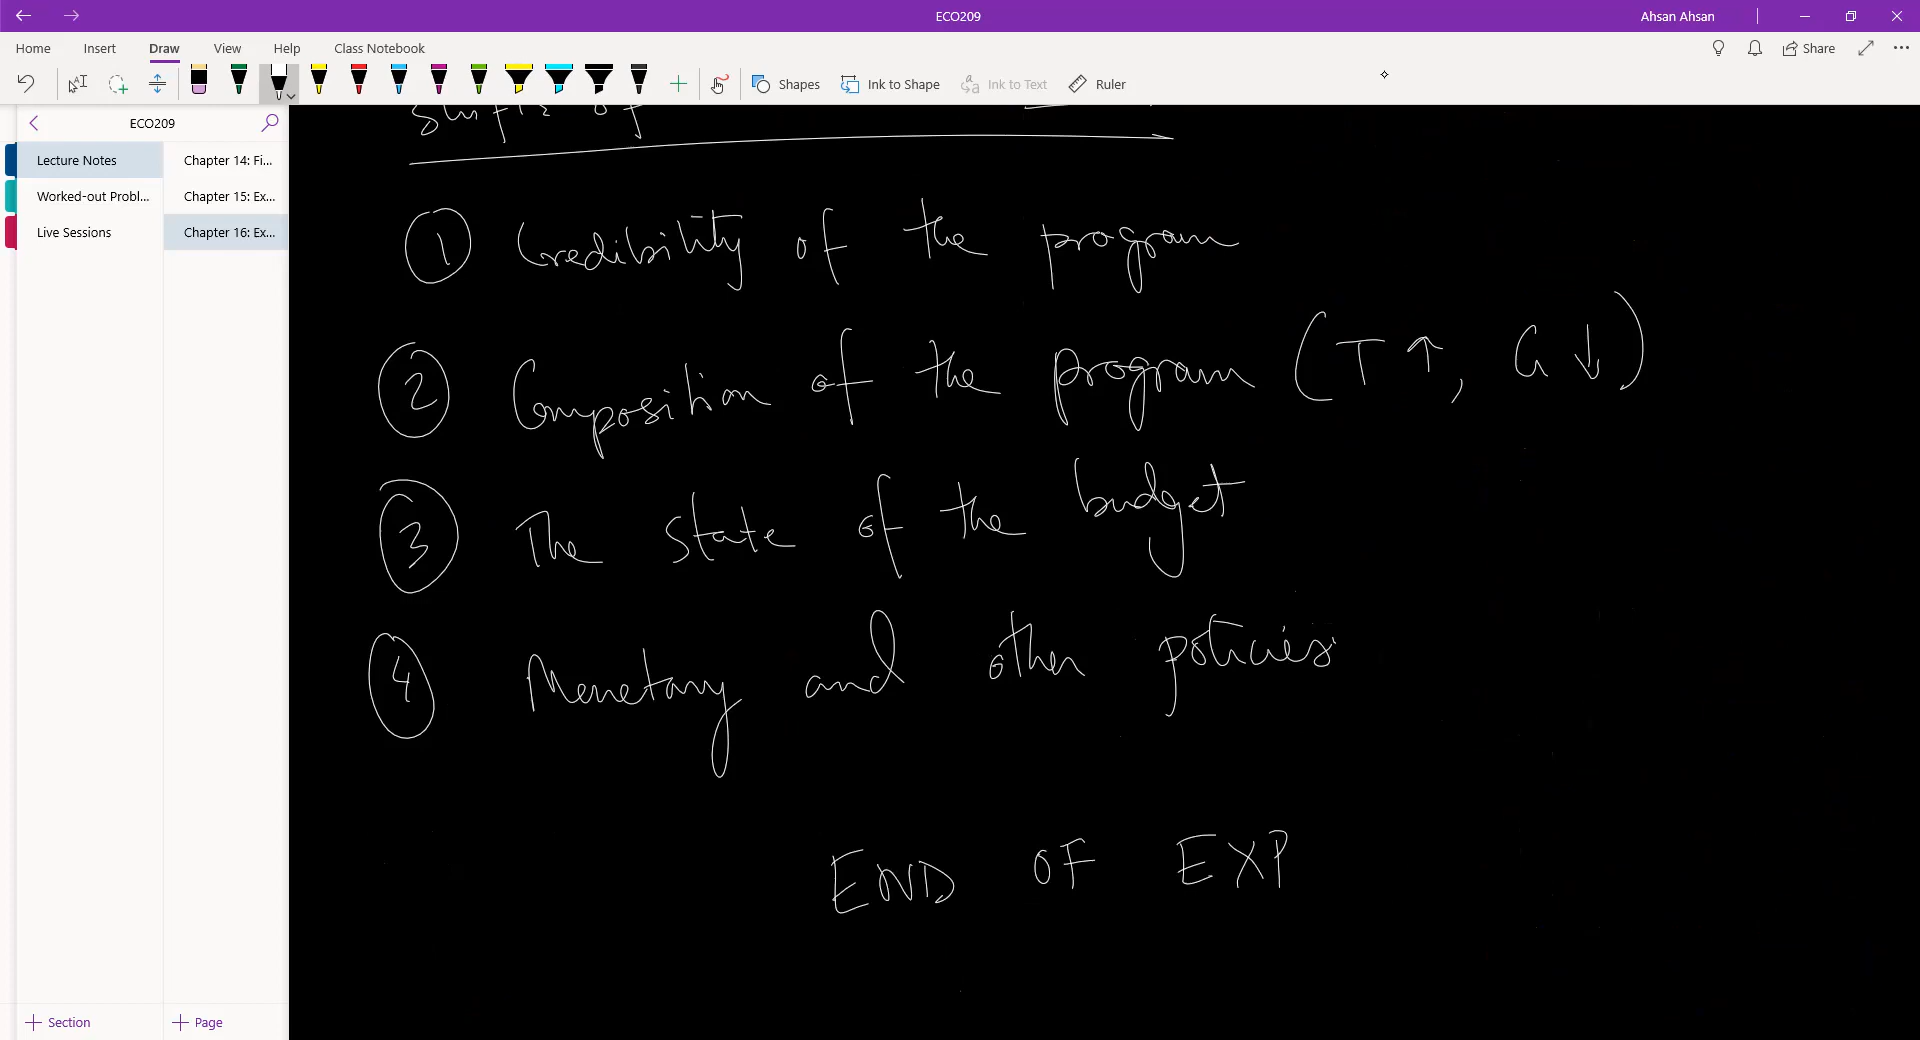 ECO209
Ahsan Ahsan
Home Insert Draw View Help Class Notebook
Share
Shapes Ink to Shape Ink to Text Ruler
ECO209
Lecture Notes
Worked-out Probl...
Live Sessions
Chapter 14: Fi...
Chapter 15: Ex...
Chapter 16: Ex...
Shifts of
1 Credibility of the program
2 Composition of the program (T ↑, G ↓)
3 The state of the budget
4 Monetary and other policies
END OF EXP
+ Section
+ Page